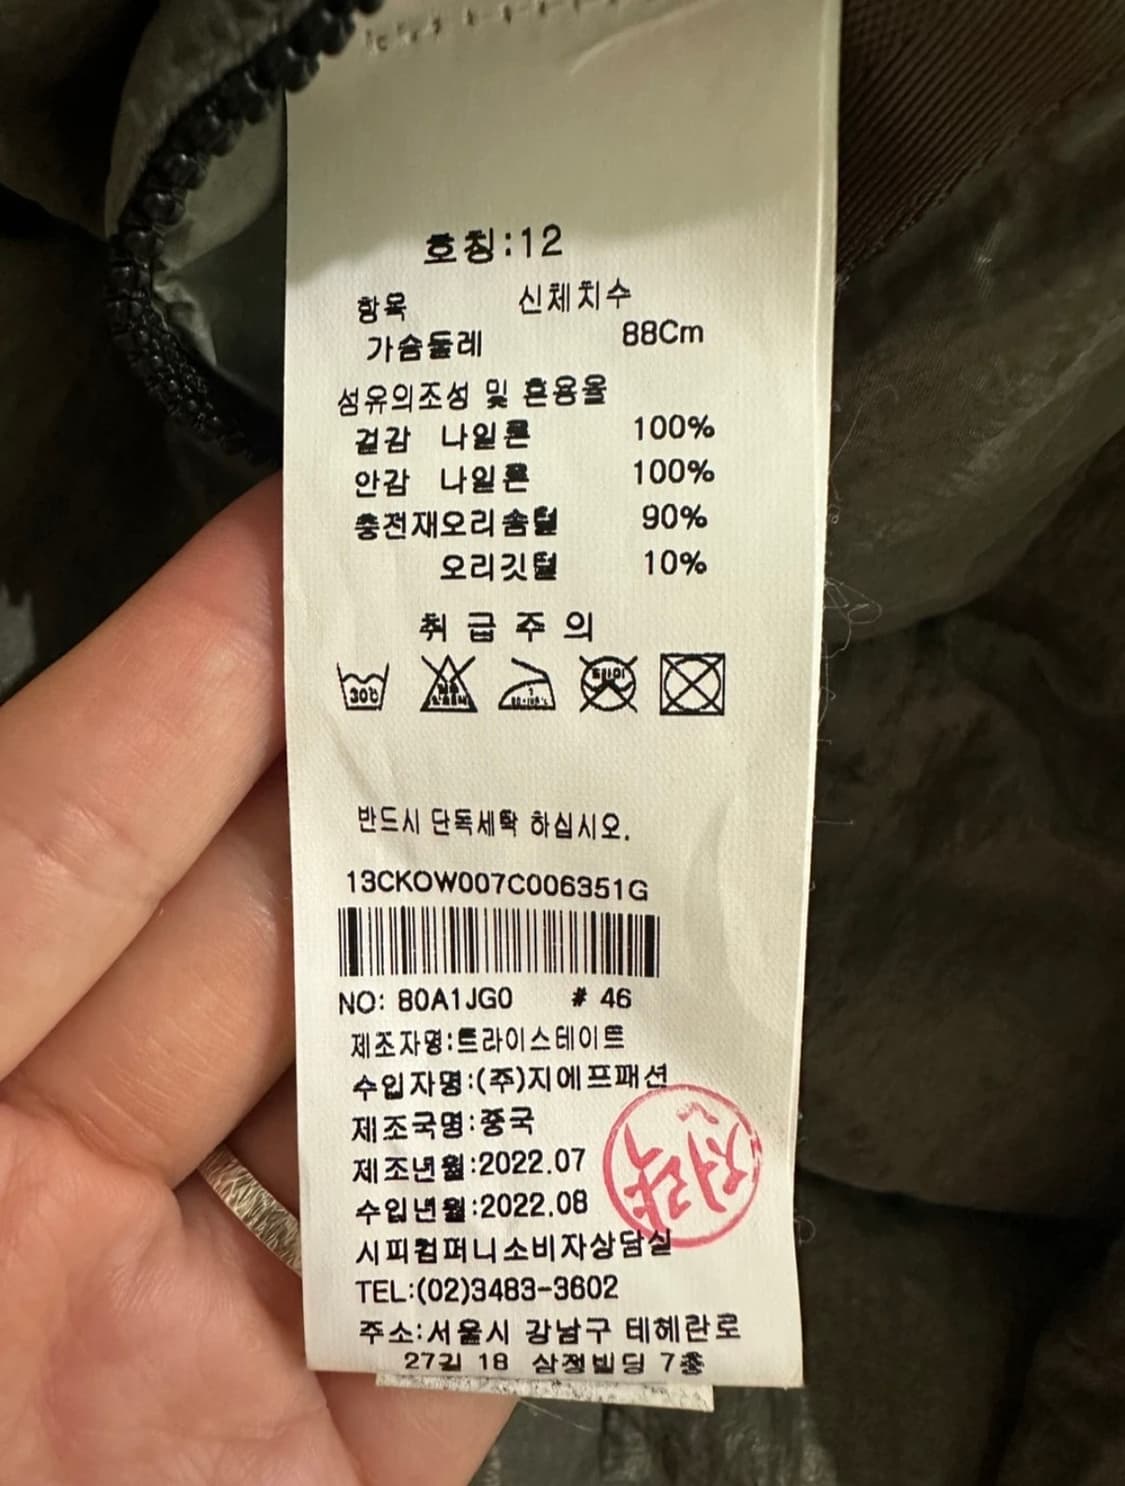 호칭:12
항목 신체치수
가슴둘레 88Cm
섬유의조성 및 혼용율
겉감 나일론 100%
안감 나일론 100%
충전재오리솜털 90%
오리깃털 10%
취급주의
30℃ 드라이
반드시 단독세탁 하십시오.
13CKOW007C006351G
NO: 80A1JG0 # 46
제조자명:트라이스테이트
수입자명:(주)지에프패션
제조국명:중국
제조년월:2022.07
수입년월:2022.08
시피컴퍼니소비자상담실
TEL:(02)3483-3602
주소:서울시 강남구 테헤란로
27길 18 삼정빌딩 7층